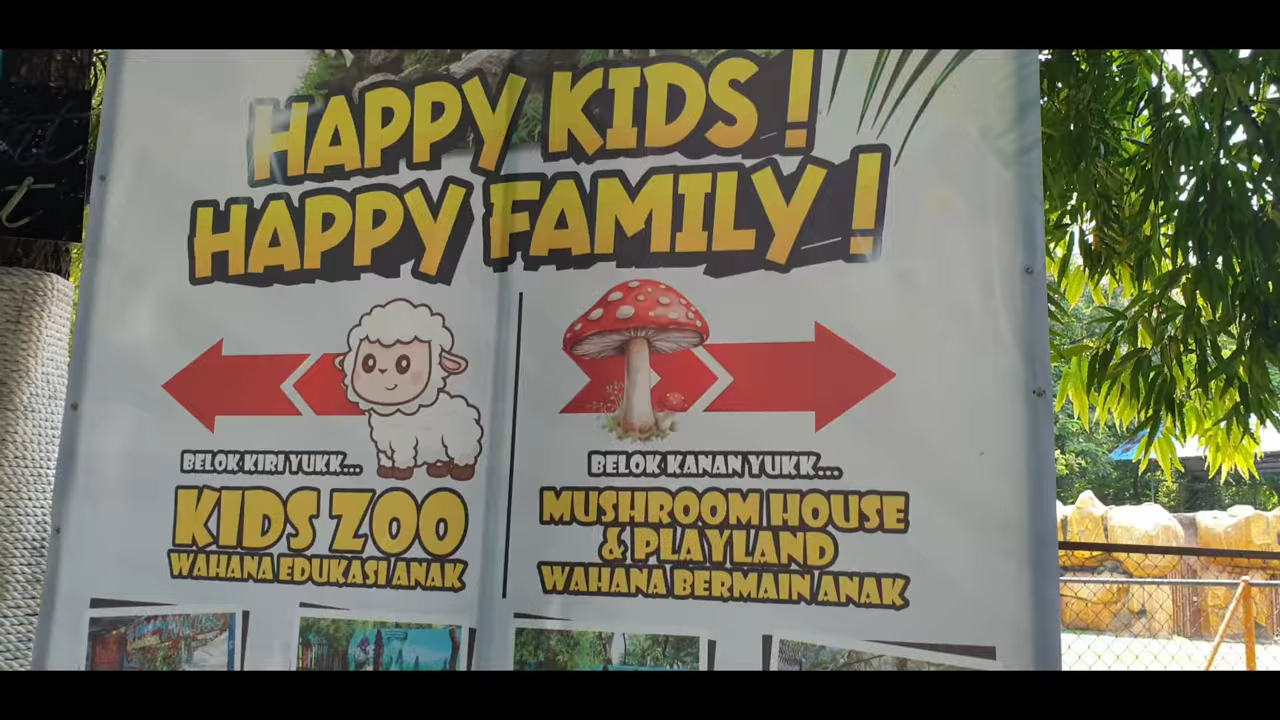 HAPPY KIDS !
HAPPY FAMILY !
BELOK KIRI YUKK...
KIDS ZOO
WAHANA EDUKASI ANAK
BELOK KANAN YUKK...
MUSHROOM HOUSE
& PLAYLAND
WAHANA BERMAIN ANAK